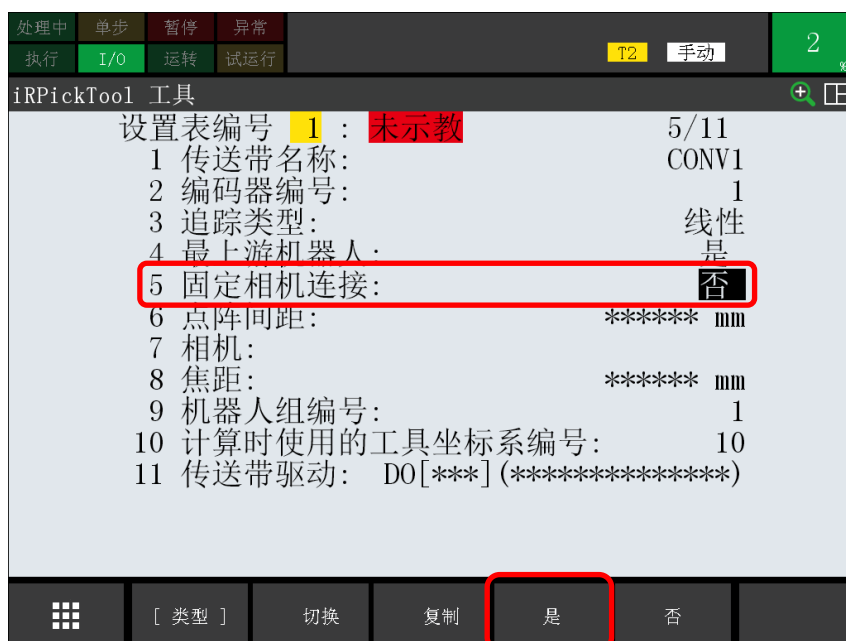 处理中 单步 暂停 异常
执行 I/O 运转 试运行 T2 手动 2 %
iRPickTool 工具
设置表编号 1 : 未示教 5/11
1 传送带名称: CONV1
2 编码器编号: 1
3 追踪类型: 线性
4 最上游机器人: 是
5 固定相机连接: 否
6 点阵间距: ****** mm
7 相机:
8 焦距: ****** mm
9 机器人组编号: 1
10 计算时使用的工具坐标系编号: 10
11 传送带驱动: DO[***](**************)
[ 类型 ] 切换 复制 是 否